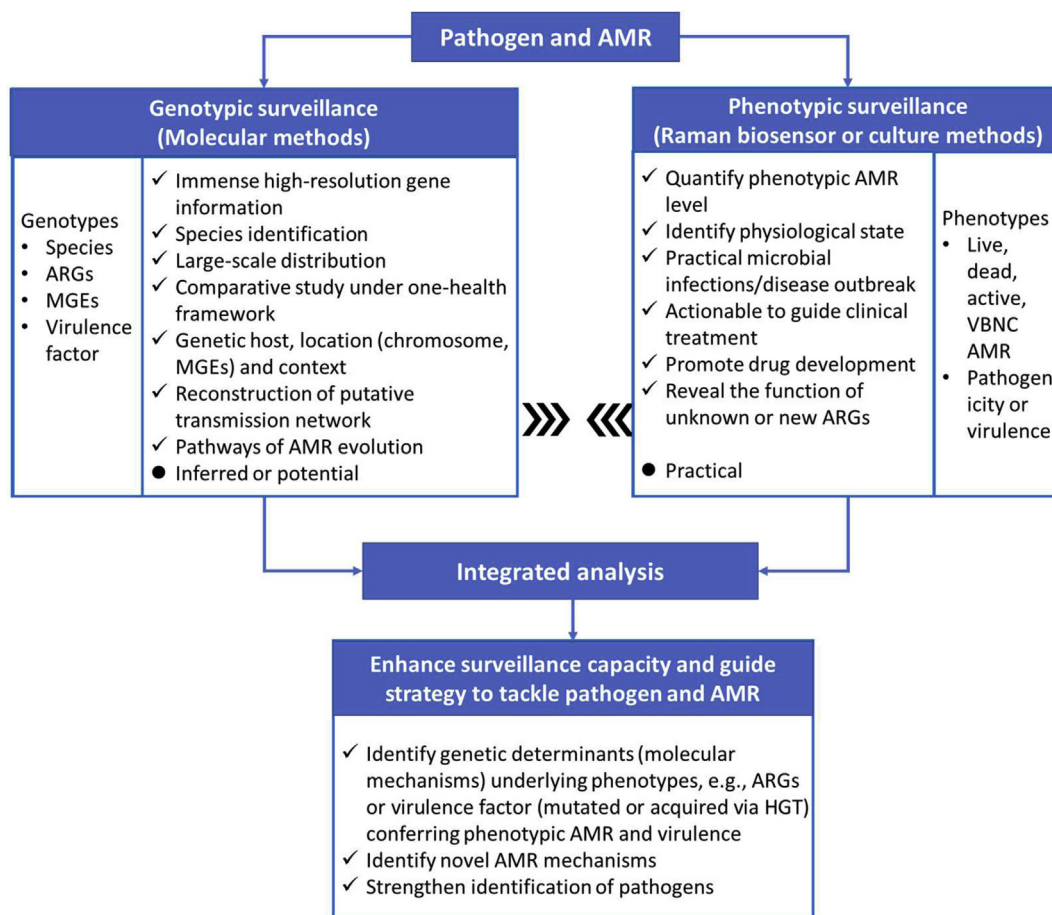 Pathogen and AMR
Genotypic surveillance
(Molecular methods)
Genotypes
• Species
• ARGs
• MGEs
• Virulence
factor
✓ Immense high-resolution gene
information
✓ Species identification
✓ Large-scale distribution
✓ Comparative study under one-health
framework
✓ Genetic host, location (chromosome,
MGEs) and context
✓ Reconstruction of putative
transmission network
✓ Pathways of AMR evolution
● Inferred or potential
Phenotypic surveillance
(Raman biosensor or culture methods)
✓ Quantify phenotypic AMR
level
✓ Identify physiological state
✓ Practical microbial
infections/disease outbreak
✓ Actionable to guide clinical
treatment
✓ Promote drug development
✓ Reveal the function of
unknown or new ARGs
● Practical
Phenotypes
• Live,
dead,
active,
VBNC
AMR
• Pathogen
icity or
virulence
Integrated analysis
Enhance surveillance capacity and guide
strategy to tackle pathogen and AMR
✓ Identify genetic determinants (molecular
mechanisms) underlying phenotypes, e.g., ARGs
or virulence factor (mutated or acquired via HGT)
conferring phenotypic AMR and virulence
✓ Identify novel AMR mechanisms
✓ Strengthen identification of pathogens